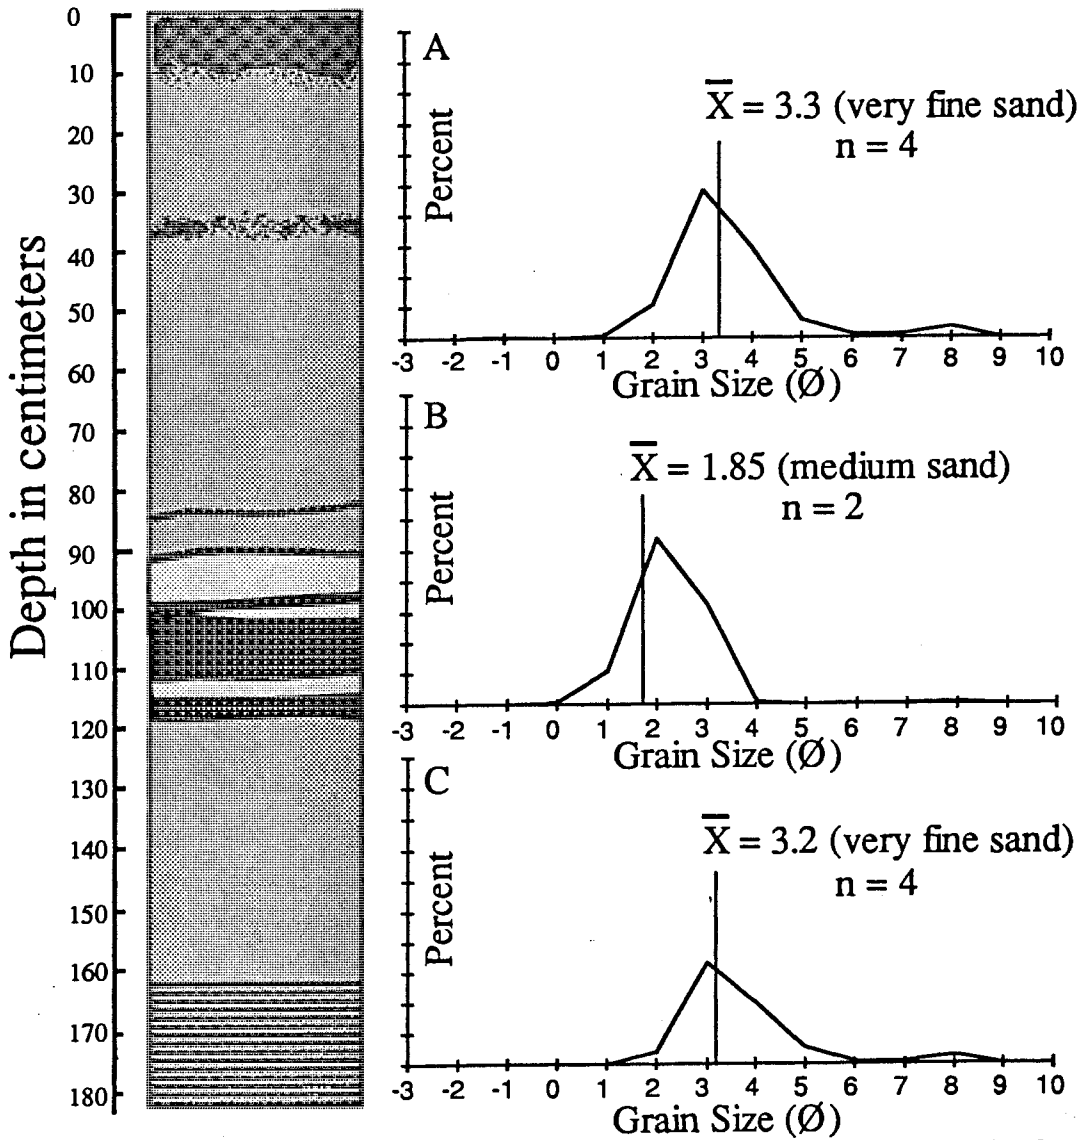 Depth in centimeters
0
10
20
30
40
50
60
70
80
90
100
110
120
130
140
150
160
170
180
A
Percent
X̅ = 3.3 (very fine sand)
n = 4
-3 -2 -1 0 1 2 3 4 5 6 7 8 9 10
Grain Size (Ø)
B
Percent
X̅ = 1.85 (medium sand)
n = 2
-3 -2 -1 0 1 2 3 4 5 6 7 8 9 10
Grain Size (Ø)
C
Percent
X̅ = 3.2 (very fine sand)
n = 4
-3 -2 -1 0 1 2 3 4 5 6 7 8 9 10
Grain Size (Ø)